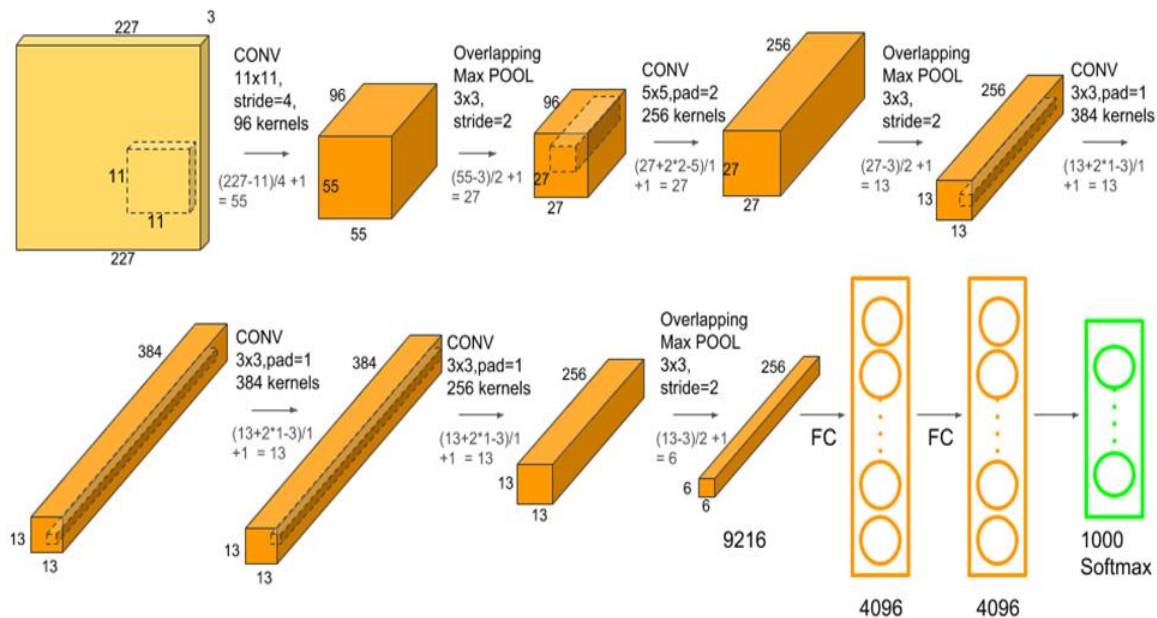 227
3
11
11
227
CONV
11x11,
stride=4,
96 kernels
(227-11)/4 +1
= 55
96
55
55
Overlapping
Max POOL
3x3,
stride=2
(55-3)/2 +1
= 27
96
27
27
CONV
5x5,pad=2
256 kernels
(27+2*2-5)/1
+1 = 27
256
27
27
Overlapping
Max POOL
3x3,
stride=2
(27-3)/2 +1
= 13
256
13
13
CONV
3x3,pad=1
384 kernels
(13+2*1-3)/1
+1 = 13
384
13
13
CONV
3x3,pad=1
384 kernels
(13+2*1-3)/1
+1 = 13
384
13
13
CONV
3x3,pad=1
256 kernels
(13+2*1-3)/1
+1 = 13
256
13
13
Overlapping
Max POOL
3x3,
stride=2
(13-3)/2 +1
= 6
256
6
6
9216
FC
4096
FC
4096
1000
Softmax